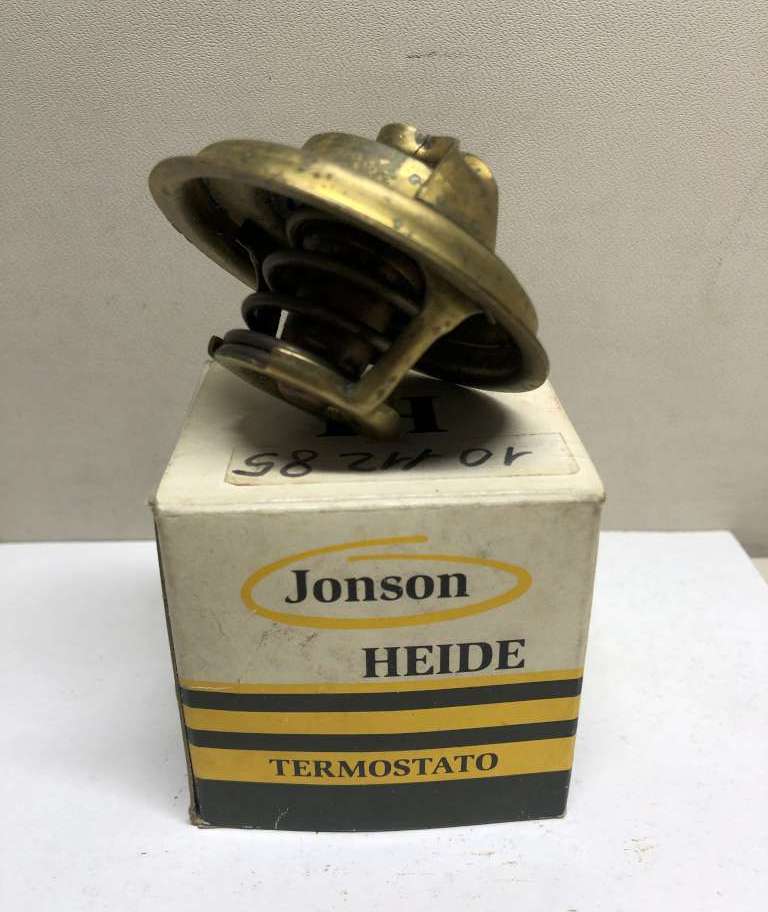 10 112 85
Jonson
HEIDE
TERMOSTATO